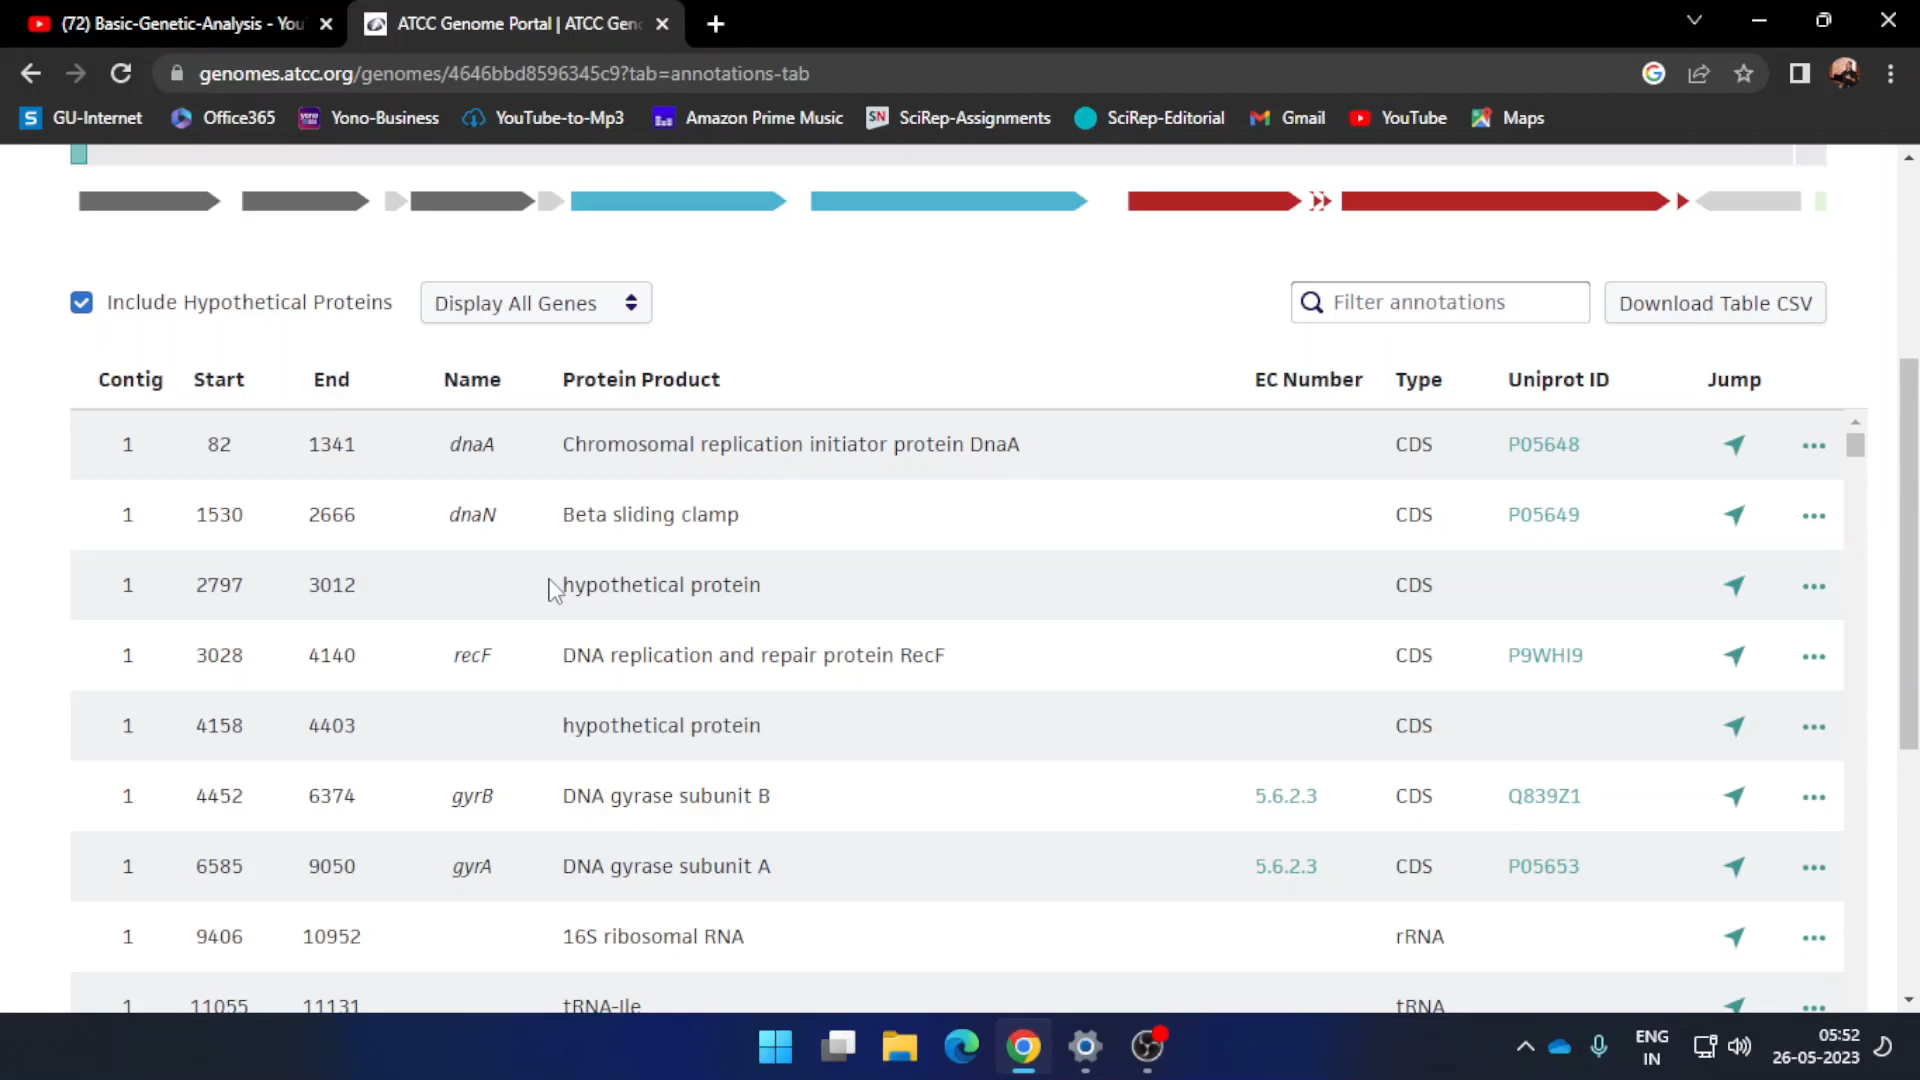 (72) Basic-Genetic-Analysis - You
ATCC Genome Portal | ATCC Gen
genomes.atcc.org/genomes/4646bbd8596345c9?tab=annotations-tab
GU-Internet Office365 Yono-Business YouTube-to-Mp3 Amazon Prime Music SciRep-Assignments SciRep-Editorial Gmail YouTube Maps
Include Hypothetical Proteins Display All Genes Filter annotations Download Table CSV
Contig Start End Name Protein Product EC Number Type Uniprot ID Jump
1 82 1341 dnaA Chromosomal replication initiator protein DnaA CDS P05648
1 1530 2666 dnaN Beta sliding clamp CDS P05649
1 2797 3012 hypothetical protein CDS
1 3028 4140 recF DNA replication and repair protein RecF CDS P9WHI9
1 4158 4403 hypothetical protein CDS
1 4452 6374 gyrB DNA gyrase subunit B 5.6.2.3 CDS Q839Z1
1 6585 9050 gyrA DNA gyrase subunit A 5.6.2.3 CDS P05653
1 9406 10952 16S ribosomal RNA rRNA
1 11055 11131 tRNA-Ile tRNA
ENG
IN
05:52
26-05-2023